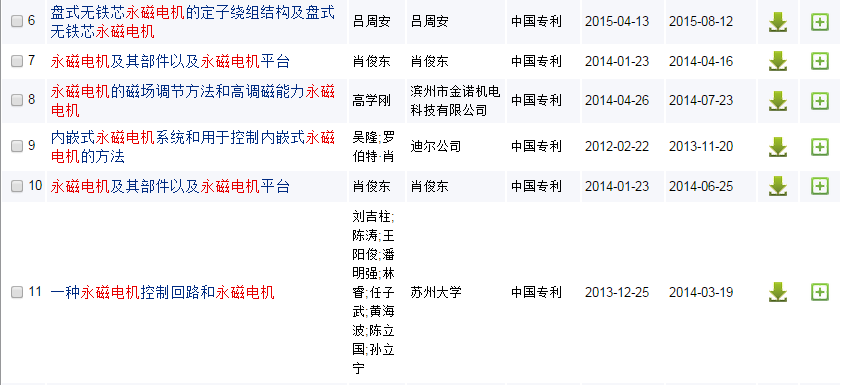 6 盘式无铁芯永磁电机的定子绕组结构及盘式 吕周安 吕周安 中国专利 2015-04-13 2015-08-12
无铁芯永磁电机
7 永磁电机及其部件以及永磁电机平台 肖俊东 肖俊东 中国专利 2014-01-23 2014-04-16
8 永磁电机的磁场调节方法和高调磁能力永磁 高学刚 滨州市金诺机电 中国专利 2014-04-26 2014-07-23
电机 科技有限公司
9 内嵌式永磁电机系统和用于控制内嵌式永磁 吴隆;罗 迪尔公司 中国专利 2012-02-22 2013-11-20
电机的方法 伯特·肖
10 永磁电机及其部件以及永磁电机平台 肖俊东 肖俊东 中国专利 2014-01-23 2014-06-25
刘吉柱;
陈涛;王
阳俊;潘
明强;林
11 一种永磁电机控制回路和永磁电机 睿;任子 苏州大学 中国专利 2013-12-25 2014-03-19
武;黄海
波;陈立
国;孙立
宁